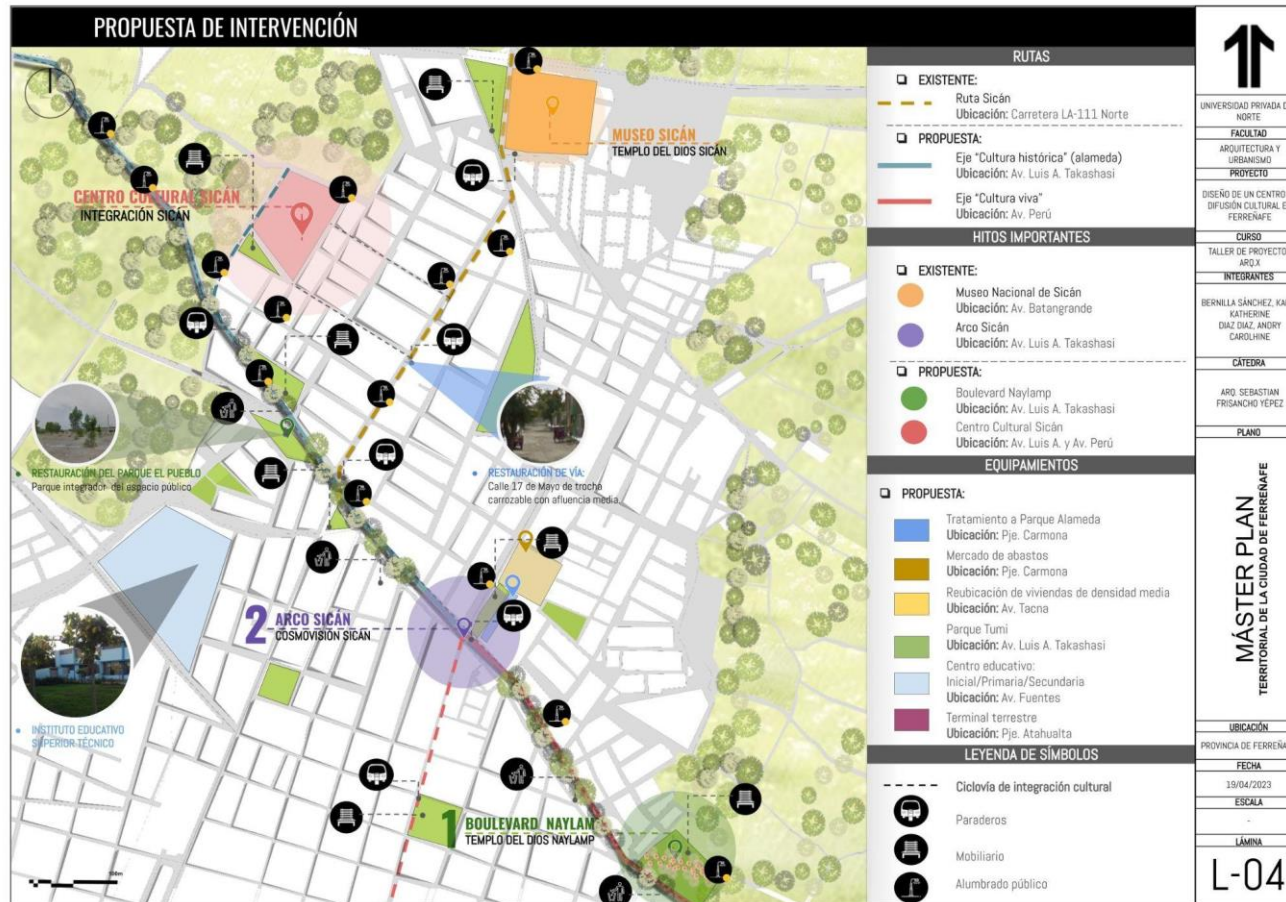 PROPUESTA DE INTERVENCIÓN
MUSEO SICÁN
TEMPLO DEL DIOS SICÁN
CENTRO CULTURAL SICÁN
INTEGRACIÓN SICÁN
RESTAURACIÓN DEL PARQUE EL PUEBLO
Parque integrador del espacio público
RESTAURACIÓN DE VÍA:
Calle 17 de Mayo de trocha
carrozable con afluencia media.
2 ARCO SICÁN
COSMOVISIÓN SICÁN
INSTITUTO EDUCATIVO
SUPERIOR TÉCNICO
1 BOULEVARD NAYLAM
TEMPLO DEL DIOS NAYLAMP
100m
RUTAS
EXISTENTE:
Ruta Sicán
Ubicación: Carretera LA-111 Norte
PROPUESTA:
Eje "Cultura histórica" (alameda)
Ubicación: Av. Luis A. Takashasi
Eje "Cultura viva"
Ubicación: Av. Perú
HITOS IMPORTANTES
EXISTENTE:
Museo Nacional de Sicán
Ubicación: Av. Batangrande
Arco Sicán
Ubicación: Av. Luis A. Takashasi
PROPUESTA:
Boulevard Naylamp
Ubicación: Av. Luis A. Takashasi
Centro Cultural Sicán
Ubicación: Av. Luis A. y Av. Perú
EQUIPAMIENTOS
PROPUESTA:
Tratamiento a Parque Alameda
Ubicación: Pje. Carmona
Mercado de abastos
Ubicación: Pje. Carmona
Reubicación de viviendas de densidad media
Ubicación: Av. Tacna
Parque Tumi
Ubicación: Av. Luis A. Takashasi
Centro educativo:
Inicial/Primaria/Secundaria
Ubicación: Av. Fuentes
Terminal terrestre
Ubicación: Pje. Atahualta
LEYENDA DE SÍMBOLOS
Ciclovía de integración cultural
Paraderos
Mobiliario
Alumbrado público
UNIVERSIDAD PRIVADA D
NORTE
FACULTAD
ARQUITECTURA Y
URBANISMO
PROYECTO
DISEÑO DE UN CENTRO
DIFUSIÓN CULTURAL E
FERREÑAFE
CURSO
TALLER DE PROYECTO
ARQ.X
INTEGRANTES
BERNILLA SÁNCHEZ, KA
KATHERINE
DIAZ DIAZ, ANDRY
CAROLHINE
CÁTEDRA
ARQ. SEBASTIAN
FRISANCHO YÉPEZ
PLANO
MÁSTER PLAN
TERRITORIAL DE LA CIUDAD DE FERREÑAFE
UBICACIÓN
PROVINCIA DE FERREÑA
FECHA
19/04/2023
ESCALA
-
LÁMINA
L-04